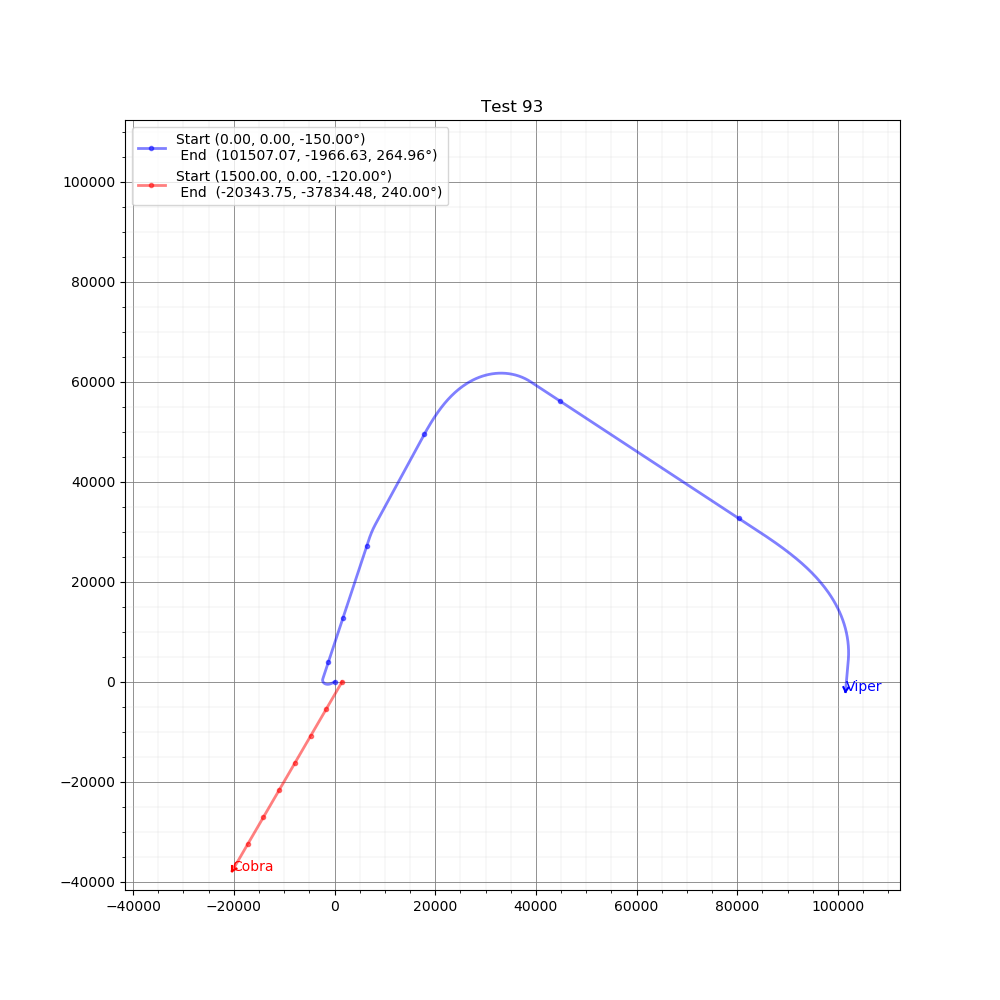 Test 93
Start (0.00, 0.00, -150.00°)
End (101507.07, -1966.63, 264.96°)
Start (1500.00, 0.00, -120.00°)
End (-20343.75, -37834.48, 240.00°)
100000
80000
60000
40000
20000
0
−20000
−40000
Viper
Cobra
−40000 −20000 0 20000 40000 60000 80000 100000